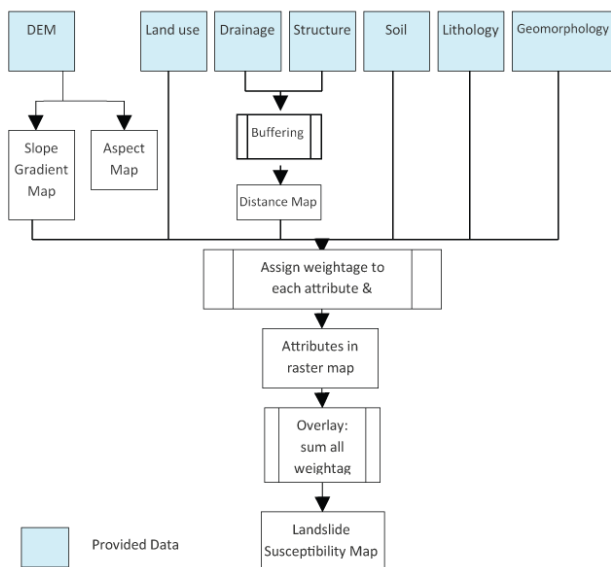 DEM
Land use
Drainage
Structure
Soil
Lithology
Geomorphology
Slope
Gradient
Map
Aspect
Map
Buffering
Distance Map
Assign weightage to
each attribute &
Attributes in
raster map
Overlay:
sum all
weightag
Landslide
Susceptibility Map
Provided Data